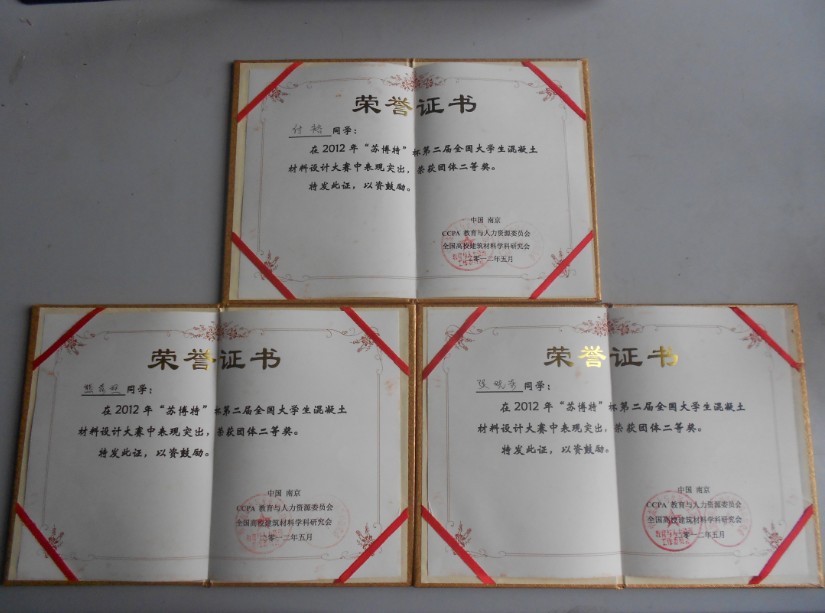 荣誉证书
同学：
在2012年“苏博特”杯第二届全国大学生混凝土
材料设计大赛中表现突出，荣获团体二等奖。
特发此证，以资鼓励。
中国 南京
CCPA 教育与人力资源委员会
全国高校建筑材料学科研究会
二零一二年五月
荣誉证书
同学：
在2012年“苏博特”杯第二届全国大学生混凝土
材料设计大赛中表现突出，荣获团体二等奖。
特发此证，以资鼓励。
中国 南京
CCPA 教育与人力资源委员会
全国高校建筑材料学科研究会
二零一二年五月
荣誉证书
同学：
在2012年“苏博特”杯第二届全国大学生混凝土
材料设计大赛中表现突出，荣获团体二等奖。
特发此证，以资鼓励。
中国 南京
CCPA 教育与人力资源委员会
全国高校建筑材料学科研究会
二零一二年五月